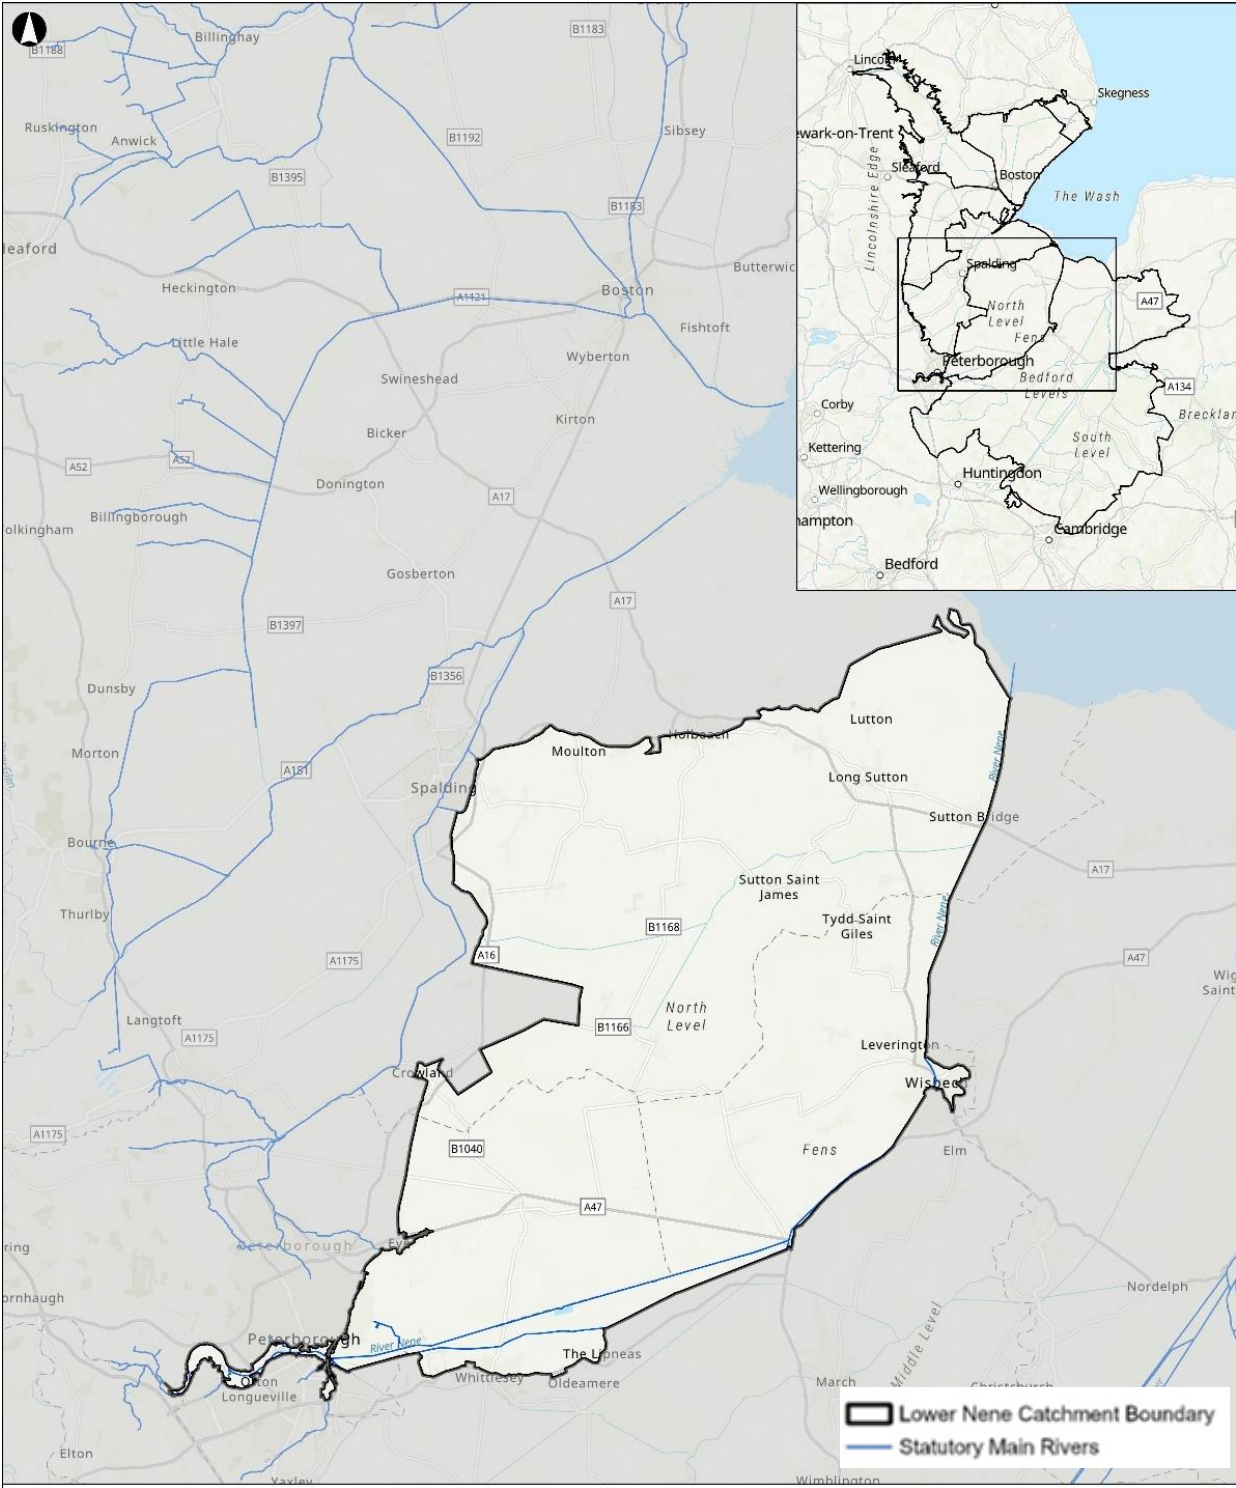 Billinghay
B1188
B1183
Ruskington
Anwick
B1192
Sibsey
B1395
B1183
leaford
Butterwic
Heckington
A1121
Boston
Fishtoft
Little Hale
Wyberton
Swineshead
Kirton
Bicker
A52
A52
Donington
A17
Billingborough
olkingham
Gosberton
A17
B1397
B1356
Dunsby
Lutton
Morton
Moulton
Holbeach
River Nene
A151
Long Sutton
Spalding
Sutton Bridge
Bourne
A17
Sutton Saint
James
Thurlby
Tydd Saint
Giles
River Nene
B1168
A16
A1175
A47
Wig
Saint
Langtoft
North
Level
B1166
A1175
Leverington
Crowland
Wisbech
A1175
B1040
Fens
Elm
A47
Peterborough
Eye
ring
ornhaugh
Nordelph
Peterborough
River Nene
The Lipneas
Orton
Longueville
Whittlesey
Oldeamere
March
Middle Level
Christchurch
Elton
Yaxley
Wimblington
Lower Nene Catchment Boundary
Statutory Main Rivers
Lincoln
Skegness
ewark-on-Trent
Sleaford
Lincolnshire Edge
Boston
The Wash
Spalding
North
Level
Fens
A47
Peterborough
Bedford
Levels
A134
Corby
Brecklan
Kettering
South
Level
Huntingdon
Wellingborough
hampton
Cambridge
Bedford